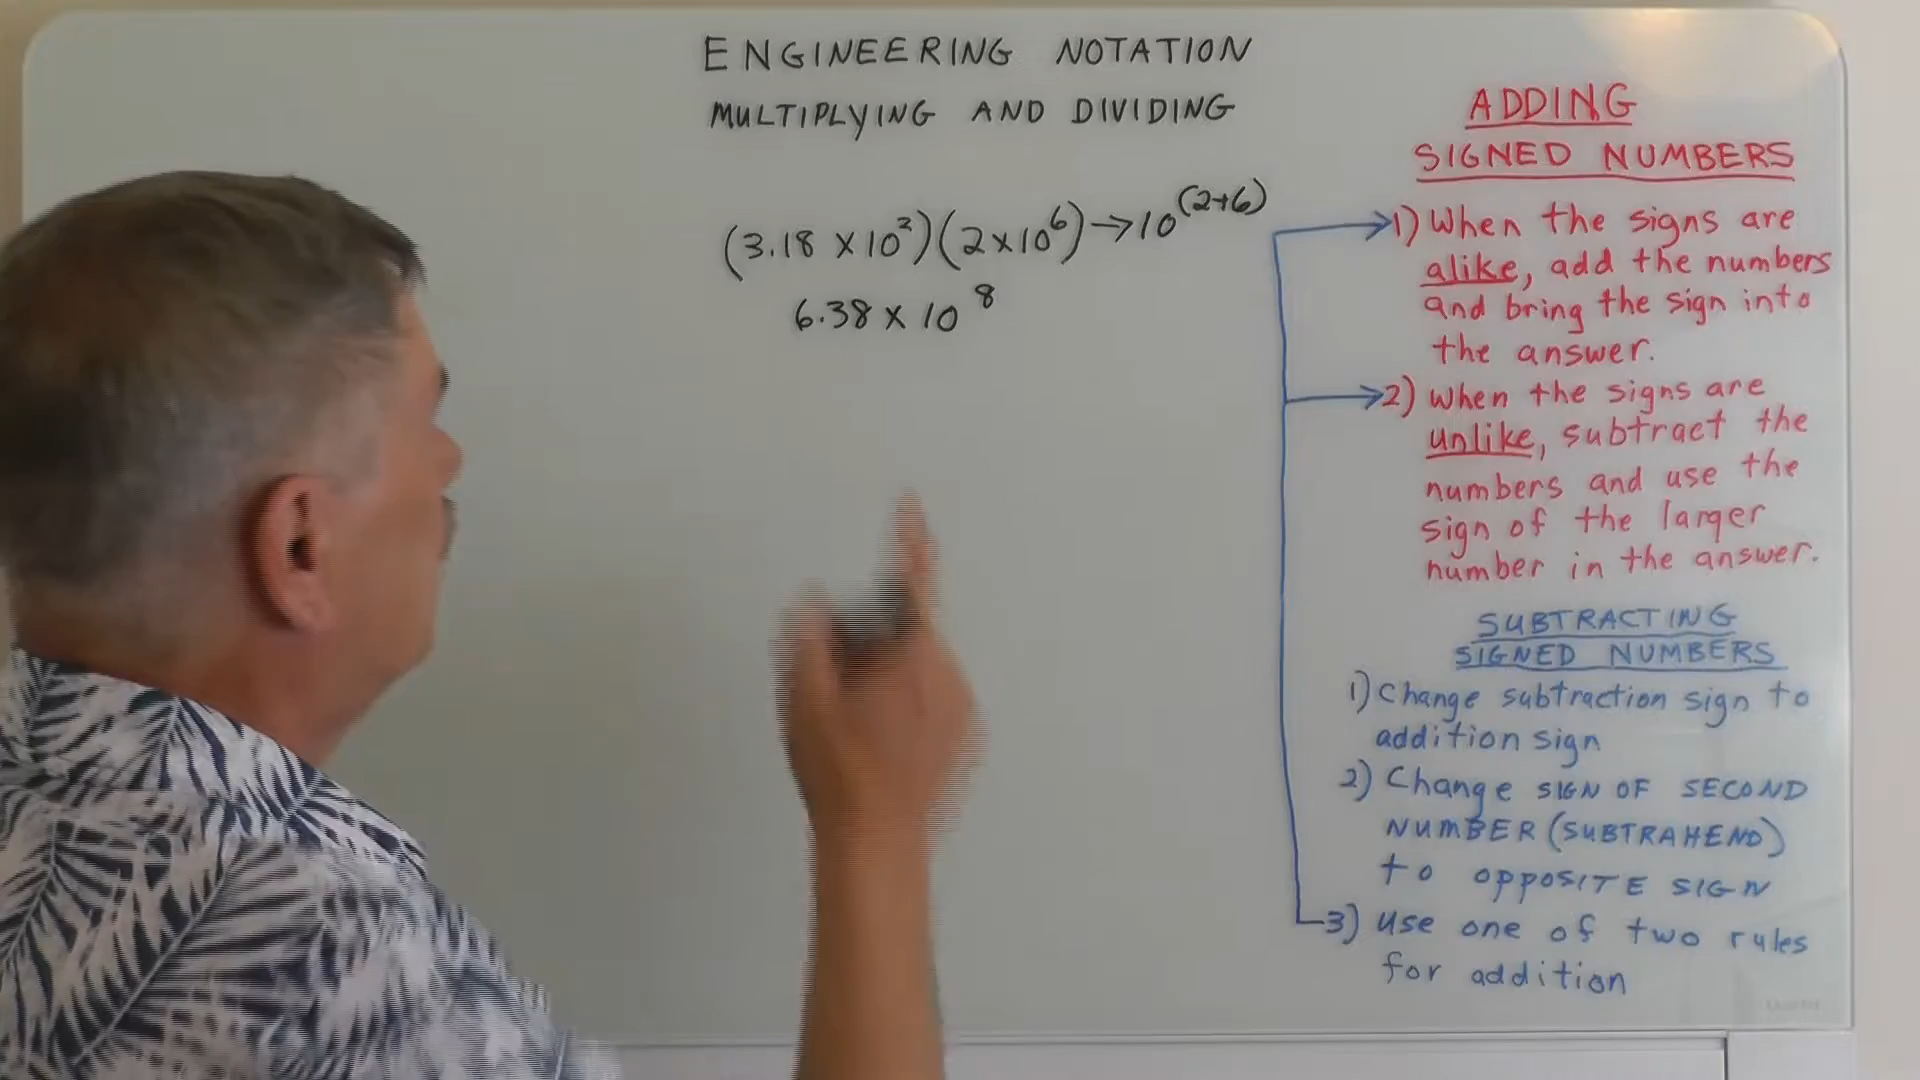 ENGINEERING NOTATION
MULTIPLYING AND DIVIDING
(3.18 x 10²)(2 x 10⁶) → 10⁽²⁺⁶⁾
6.38 x 10⁸
ADDING
SIGNED NUMBERS
1) When the signs are
alike, add the numbers
and bring the sign into
the answer.
2) When the signs are
unlike, subtract the
numbers and use the
sign of the larger
number in the answer.
SUBTRACTING
SIGNED NUMBERS
1) Change subtraction sign to
addition sign
2) Change SIGN OF SECOND
NUMBER (SUBTRAHEND)
to OPPOSITE SIGN
3) Use one of two rules
for addition